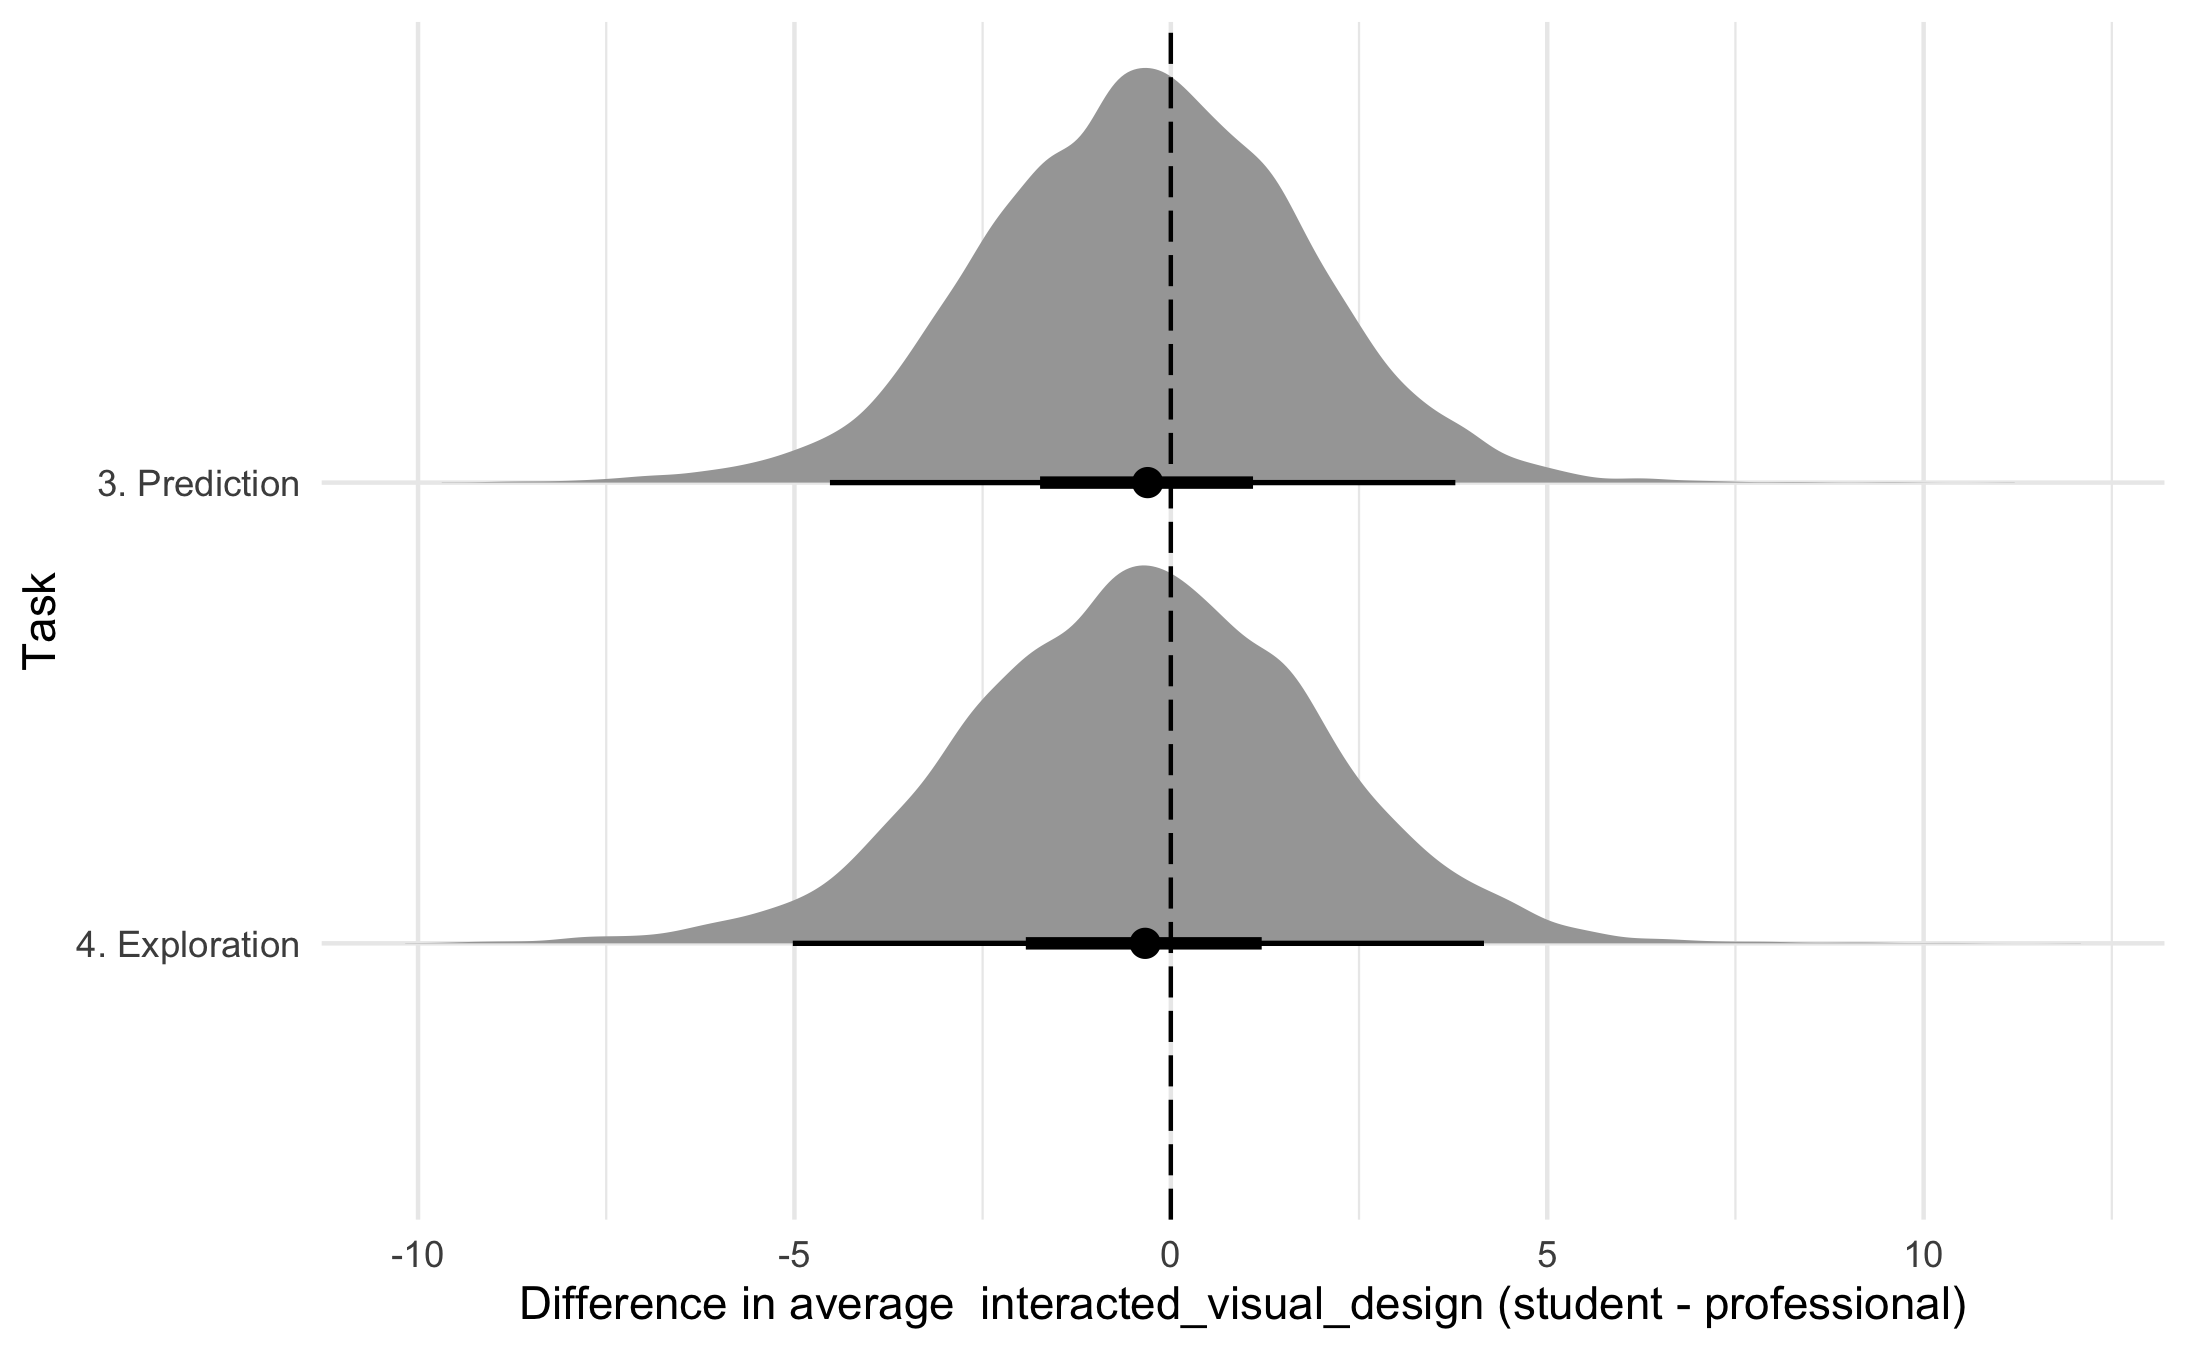 Task
3. Prediction
4. Exploration
-10 -5 0 5 10
Difference in average  interacted_visual_design (student - professional)